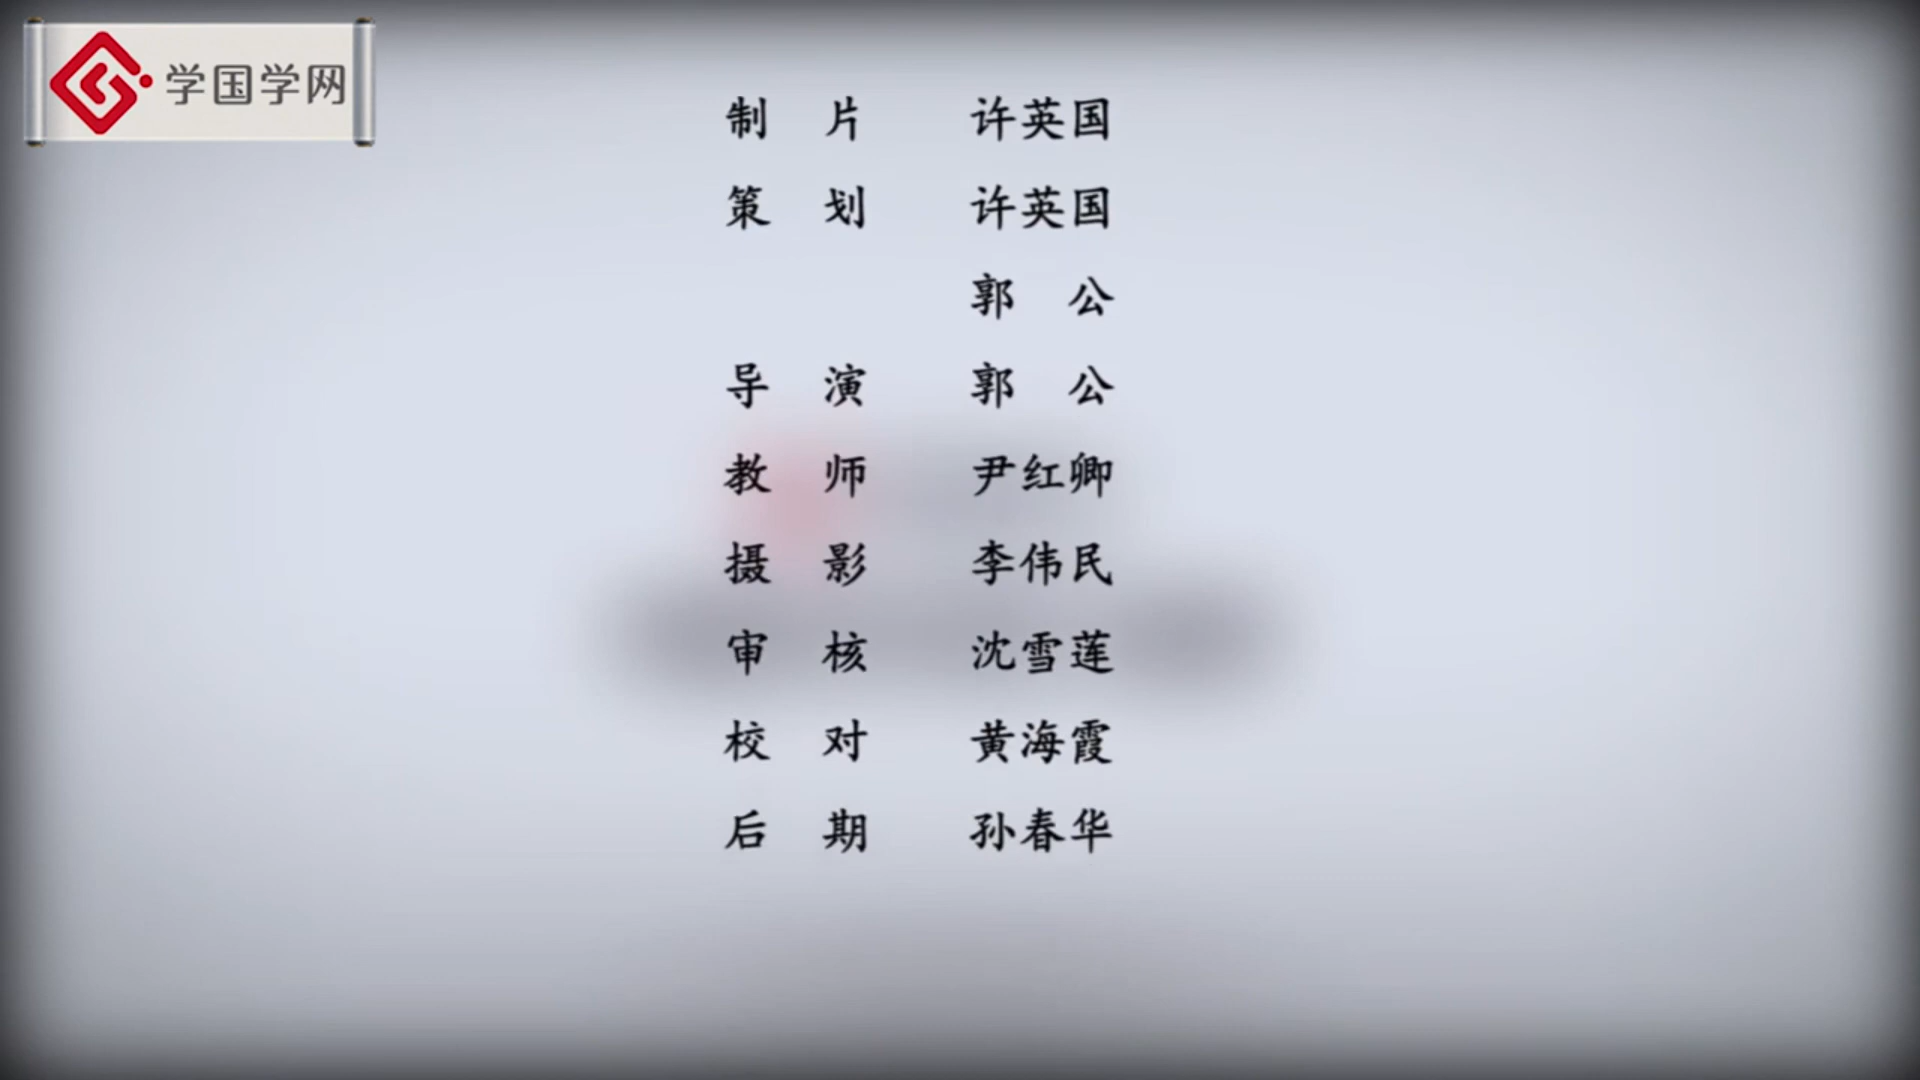 学国学网
制 片 许英国
策 划 许英国
郭 公
导 演 郭 公
教 师 尹红卿
摄 影 李伟民
审 核 沈雪莲
校 对 黄海霞
后 期 孙春华